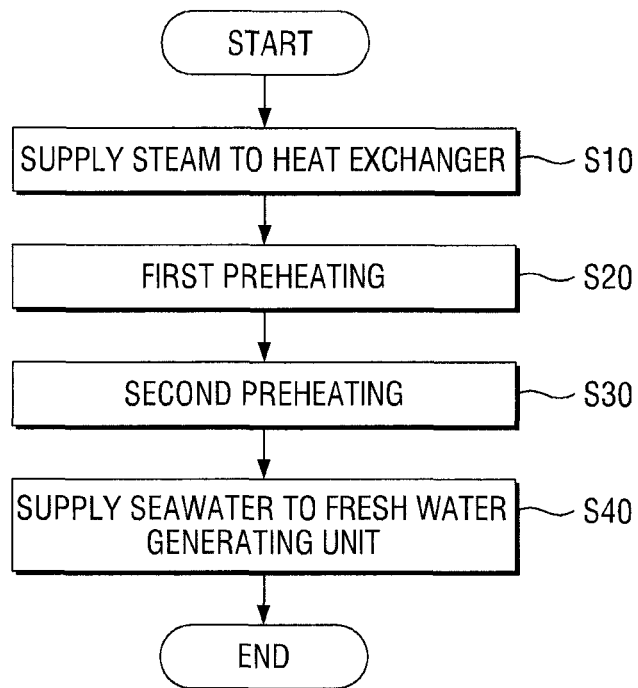 START
SUPPLY STEAM TO HEAT EXCHANGER
S10
FIRST PREHEATING
S20
SECOND PREHEATING
S30
SUPPLY SEAWATER TO FRESH WATER
GENERATING UNIT
S40
END